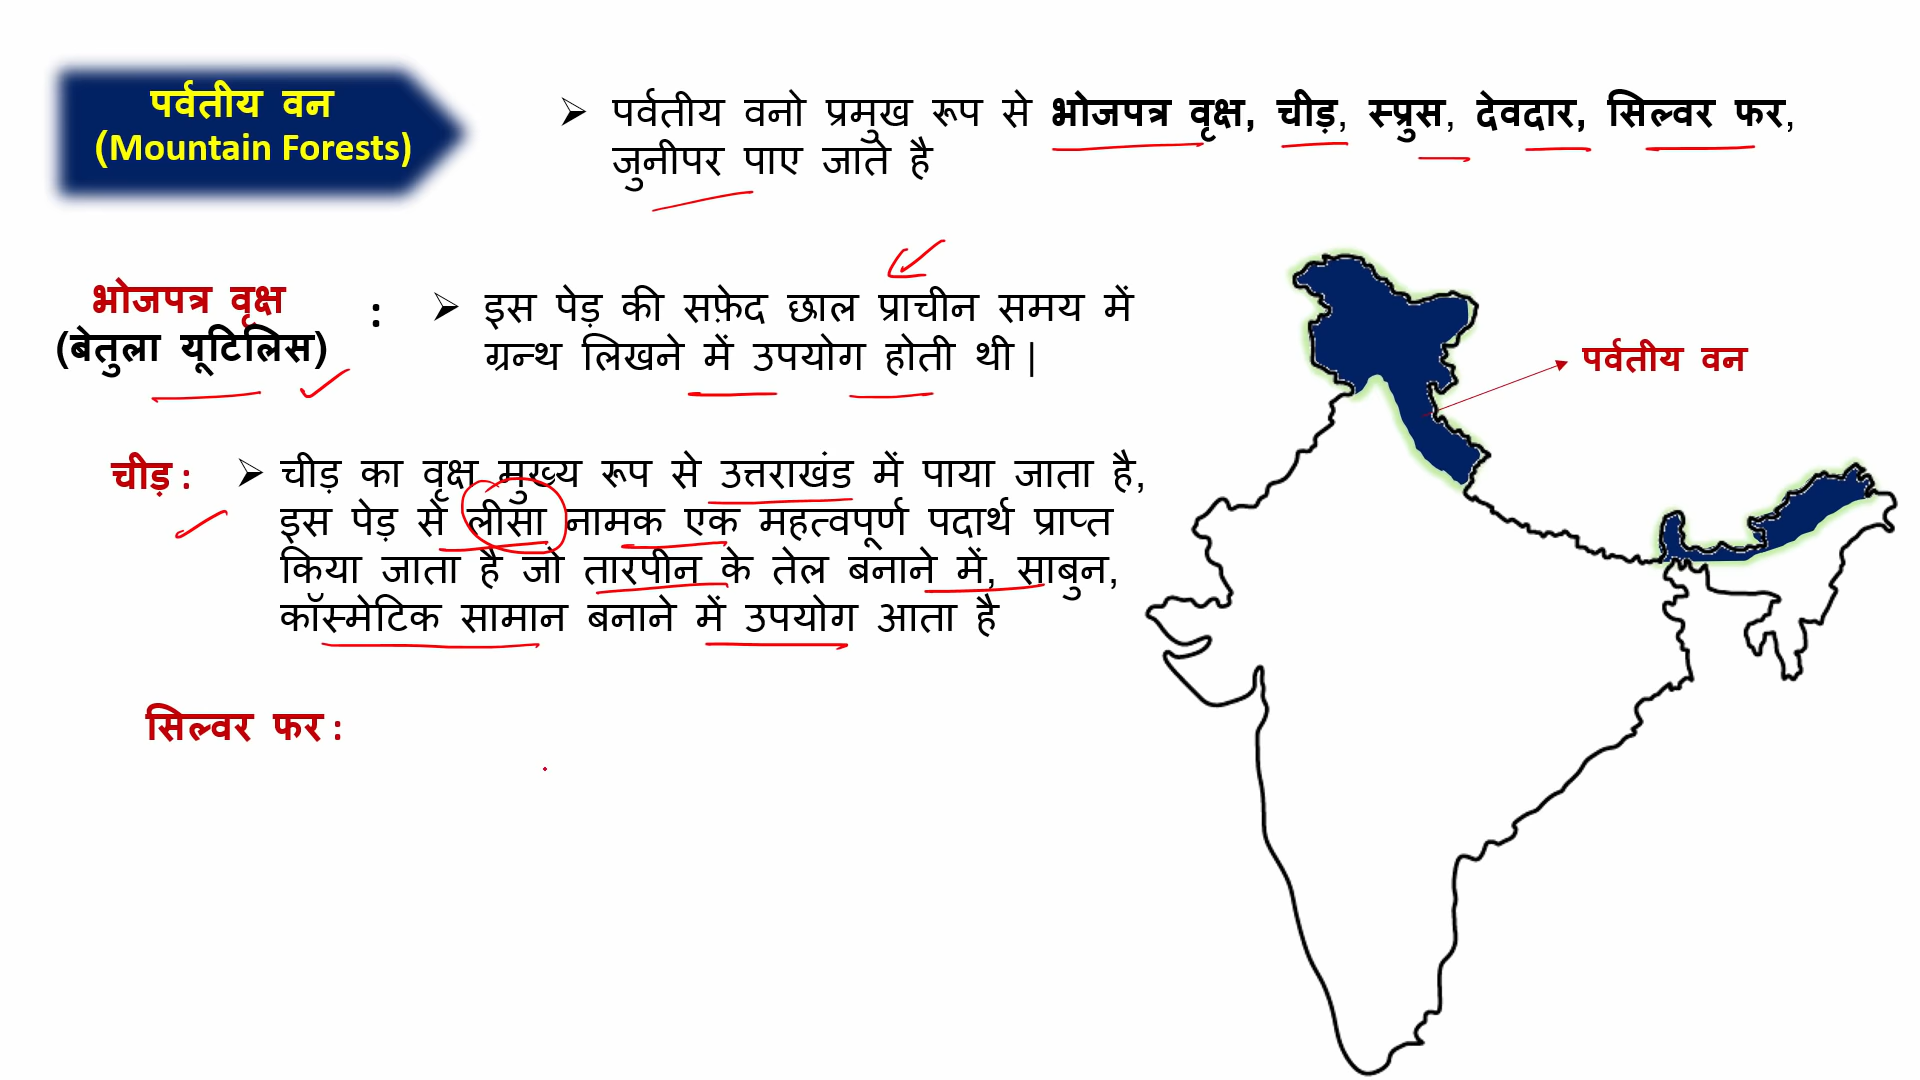 पर्वतीय वन
(Mountain Forests)
➢ पर्वतीय वनो प्रमुख रूप से भोजपत्र वृक्ष, चीड़, स्प्रुस, देवदार, सिल्वर फर,
जुनीपर पाए जाते है
भोजपत्र वृक्ष
(बेतुला यूटिलिस)
:
➢ इस पेड़ की सफ़ेद छाल प्राचीन समय में
ग्रन्थ लिखने में उपयोग होती थी |
पर्वतीय वन
चीड़ :
➢ चीड़ का वृक्ष मुख्य रूप से उत्तराखंड में पाया जाता है,
इस पेड़ से लीसा नामक एक महत्वपूर्ण पदार्थ प्राप्त
किया जाता है जो तारपीन के तेल बनाने में, साबुन,
कॉस्मेटिक सामान बनाने में उपयोग आता है
सिल्वर फर :